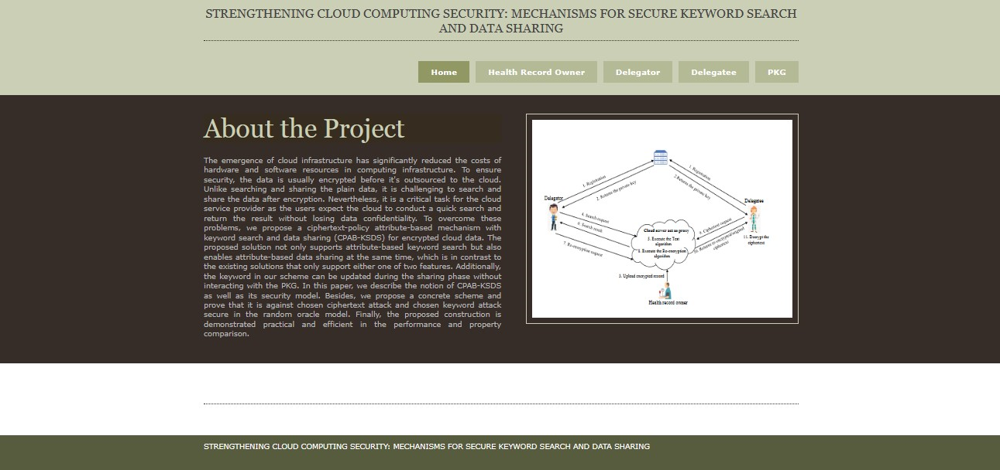 STRENGTHENING CLOUD COMPUTING SECURITY: MECHANISMS FOR SECURE KEYWORD SEARCH
AND DATA SHARING
Home
Health Record Owner
Delegator
Delegatee
PKG
About the Project
The emergence of cloud infrastructure has significantly reduced the costs of
hardware and software resources in computing infrastructure. To ensure
security, the data is usually encrypted before it's outsourced to the cloud.
Unlike searching and sharing the plain data, it is challenging to search and
share the data after encryption. Nevertheless, it is a critical task for the cloud
service provider as the users expect the cloud to conduct a quick search and
return the result without losing data confidentiality. To overcome these
problems, we propose a ciphertext-policy attribute-based mechanism with
keyword search and data sharing (CPAB-KSDS) for encrypted cloud data. The
proposed solution not only supports attribute-based keyword search but also
enables attribute-based data sharing at the same time, which is in contrast to
the existing solutions that only support either one of two features. Additionally,
the keyword in our scheme can be updated during the sharing phase without
interacting with the PKG. In this paper, we describe the notion of CPAB-KSDS
as well as its security model. Besides, we propose a concrete scheme and
prove that it is against chosen ciphertext attack and chosen keyword attack
secure in the random oracle model. Finally, the proposed construction is
demonstrated practical and efficient in the performance and property
comparison.
1. Registration
2. Returns the private key
1. Registration
2.Returns the private key
Delegator
Delegatee
4. Search request
6. Search result
7. Re-encryption request
Cloud server act as proxy
5. Execute the Test
algorithm
8. Execute the Re-encryption
algorithm
9. Ciphertext request
10. Returns re-encrypted/original
ciphertext
11. Decrypt the
ciphertext
3. Upload encrypted record
Health record owner
STRENGTHENING CLOUD COMPUTING SECURITY: MECHANISMS FOR SECURE KEYWORD SEARCH AND DATA SHARING